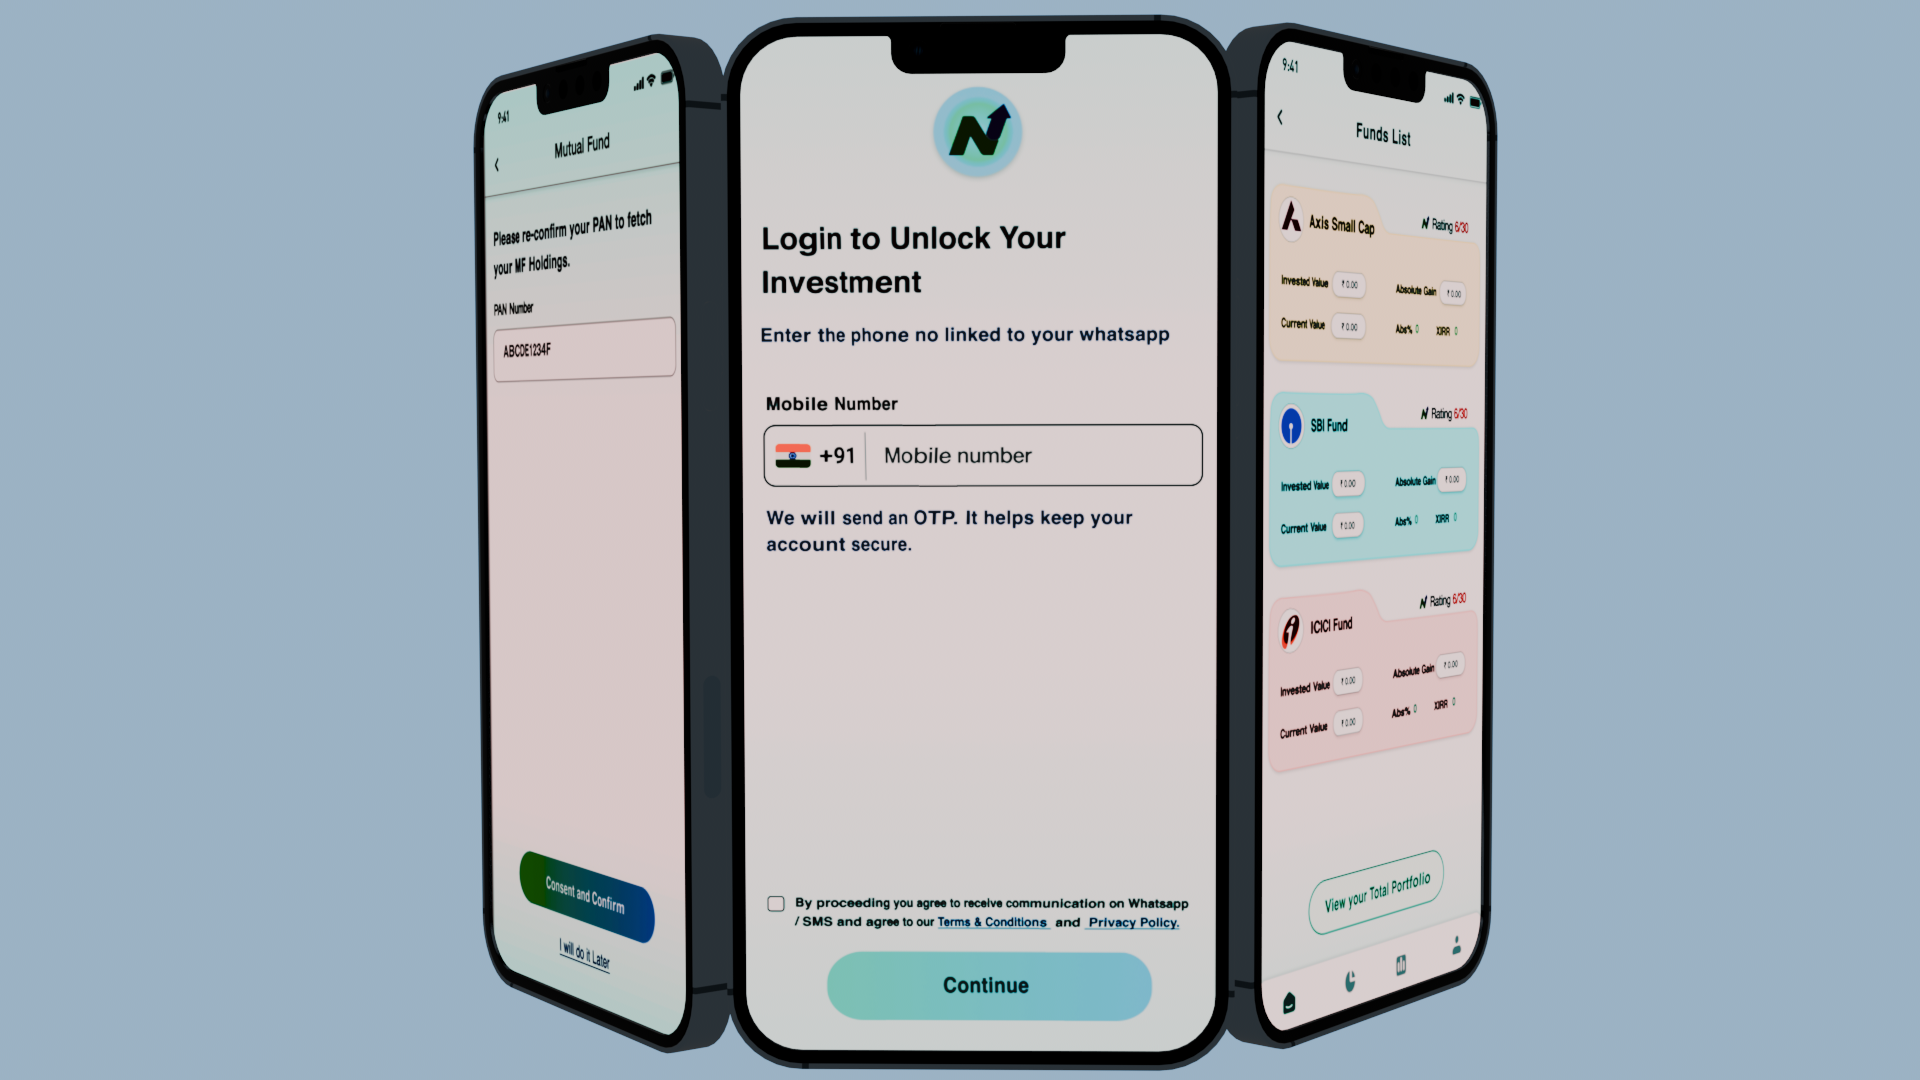 9:41
Mutual Fund
Please re-confirm your PAN to fetch
your MF Holdings.
PAN Number
ABCDE1234F
Consent and Confirm
I will do it Later
N
Login to Unlock Your
Investment
Enter the phone no linked to your whatsapp
Mobile Number
+91 Mobile number
We will send an OTP. It helps keep your
account secure.
By proceeding you agree to receive communication on Whatsapp
/ SMS and agree to our Terms & Conditions and Privacy Policy.
Continue
9:41
Funds List
Axis Small Cap
N Rating 6/30
Invested Value ₹ 0.00 Absolute Gain ₹ 0.00
Current Value ₹ 0.00 Abs% 0 XIRR 0
SBI Fund
N Rating 6/30
Invested Value ₹ 0.00 Absolute Gain ₹ 0.00
Current Value ₹ 0.00 Abs% 0 XIRR 0
ICICI Fund
N Rating 6/30
Invested Value ₹ 0.00 Absolute Gain ₹ 0.00
Current Value ₹ 0.00 Abs% 0 XIRR 0
View your Total Portfolio